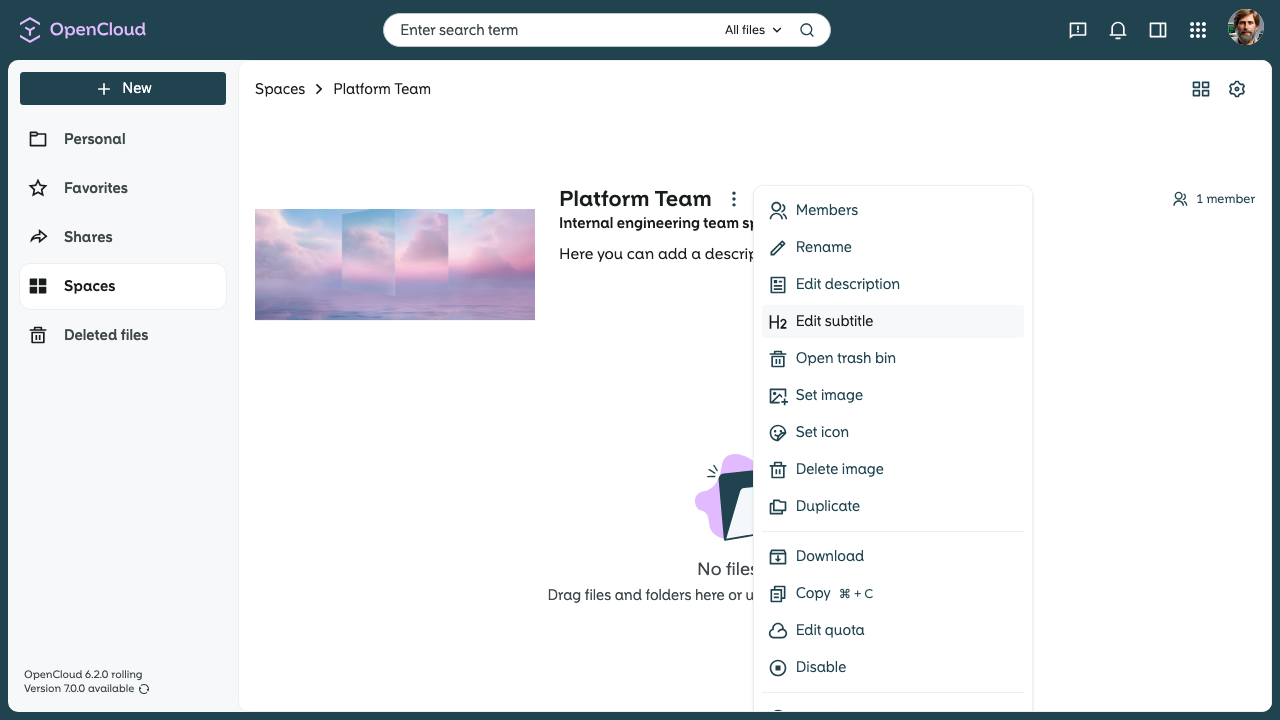 OpenCloud
Enter search term
All files
New
Personal
Favorites
Shares
Spaces
Deleted files
OpenCloud 6.2.0 rolling
Version 7.0.0 available
Spaces
Platform Team
Platform Team
1 member
Internal engineering team
Here you can add a
No files
Drag files and folders here or
Members
Rename
Edit description
H2 Edit subtitle
Open trash bin
Set image
Set icon
Delete image
Duplicate
Download
Copy ⌘ + C
Edit quota
Disable